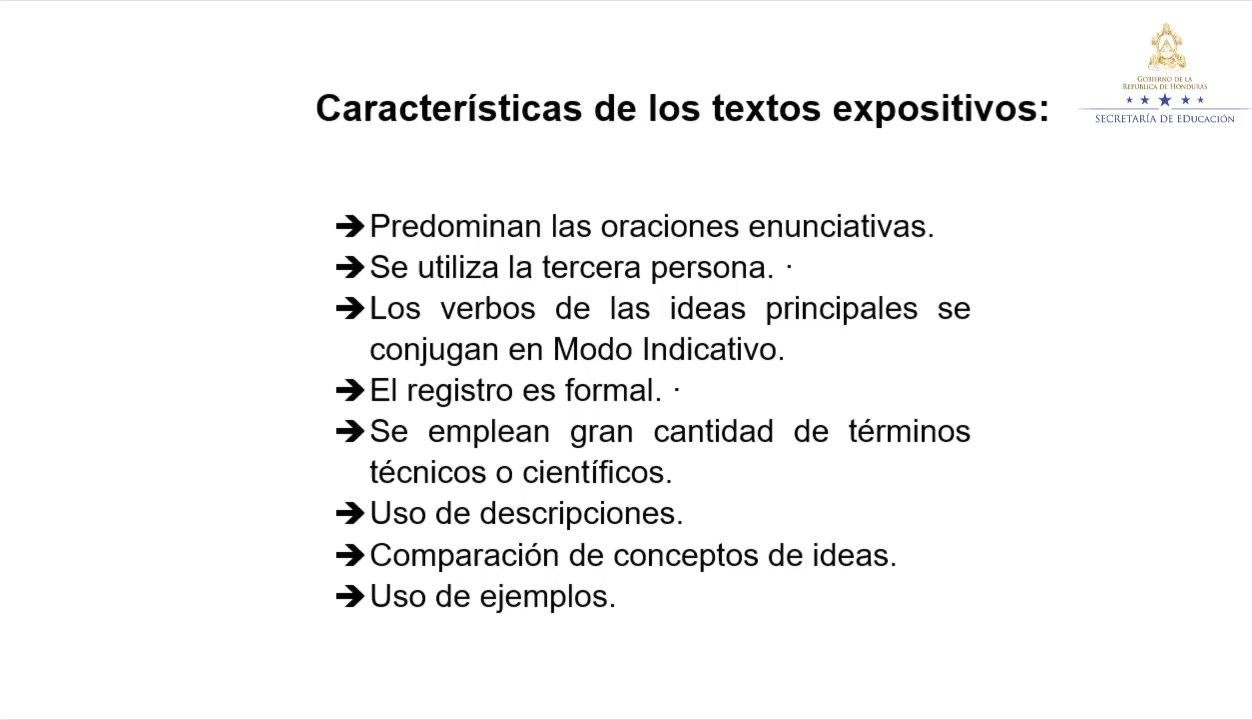 GOBIERNO DE LA
REPÚBLICA DE HONDURAS
SECRETARÍA DE EDUCACIÓN
Características de los textos expositivos:
➔Predominan las oraciones enunciativas.
➔Se utiliza la tercera persona. ·
➔Los verbos de las ideas principales se
conjugan en Modo Indicativo.
➔El registro es formal. ·
➔Se emplean gran cantidad de términos
técnicos o científicos.
➔Uso de descripciones.
➔Comparación de conceptos de ideas.
➔Uso de ejemplos.